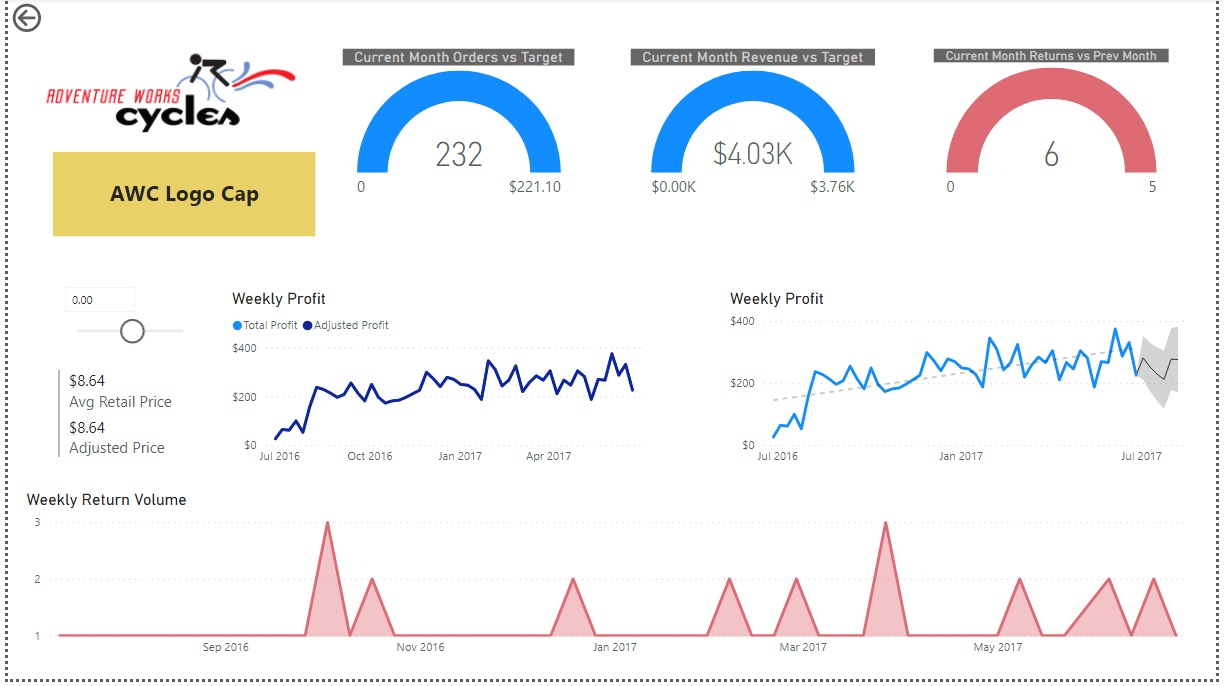 ADVENTURE WORKS
cycles
AWC Logo Cap
Current Month Orders vs Target
232
0
$221.10
Current Month Revenue vs Target
$4.03K
$0.00K
$3.76K
Current Month Returns vs Prev Month
6
0
5
0.00
$8.64
Avg Retail Price
$8.64
Adjusted Price
Weekly Profit
Total Profit Adjusted Profit
$400
$200
$0
Jul 2016 Oct 2016 Jan 2017 Apr 2017
Weekly Profit
$400
$200
$0
Jul 2016 Jan 2017 Jul 2017
Weekly Return Volume
3
2
1
Sep 2016 Nov 2016 Jan 2017 Mar 2017 May 2017